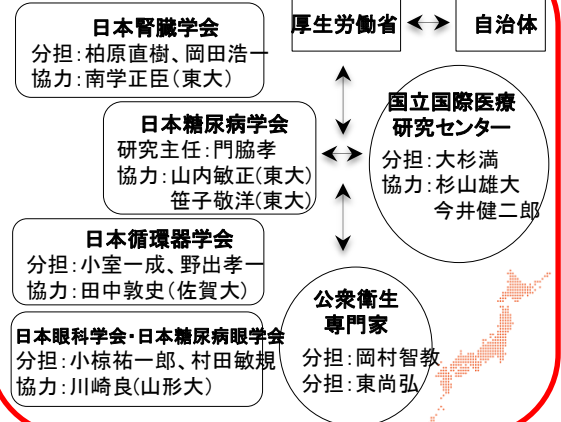 日本腎臓学会
分担：柏原直樹、岡田浩一
協力：南学正臣（東大）
厚生労働省
自治体
日本糖尿病学会
研究主任：門脇孝
協力：山内敏正(東大)
笹子敬洋(東大)
国立国際医療
研究センター
分担：大杉満
協力：杉山雄大
今井健二郎
日本循環器学会
分担：小室一成、野出孝一
協力：田中敦史（佐賀大）
日本眼科学会・日本糖尿病眼学会
分担：小椋祐一郎、村田敏規
協力：川崎良(山形大）
公衆衛生
専門家
分担：岡村智教
分担：東尚弘